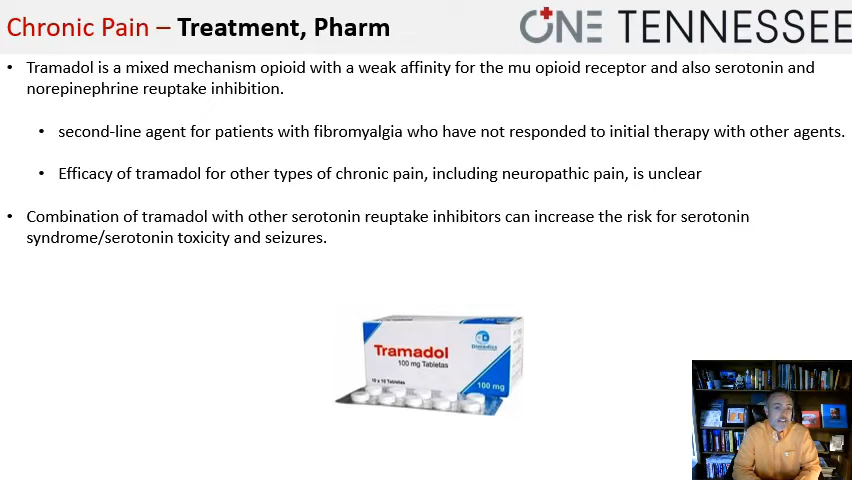 Chronic Pain – Treatment, Pharm
ONE TENNESSEE
• Tramadol is a mixed mechanism opioid with a weak affinity for the mu opioid receptor and also serotonin and
norepinephrine reuptake inhibition.
• second-line agent for patients with fibromyalgia who have not responded to initial therapy with other agents.
• Efficacy of tramadol for other types of chronic pain, including neuropathic pain, is unclear
• Combination of tramadol with other serotonin reuptake inhibitors can increase the risk for serotonin
syndrome/serotonin toxicity and seizures.
Tramadol
100 mg Tabletas
10 x 10 Tabletas
100 mg